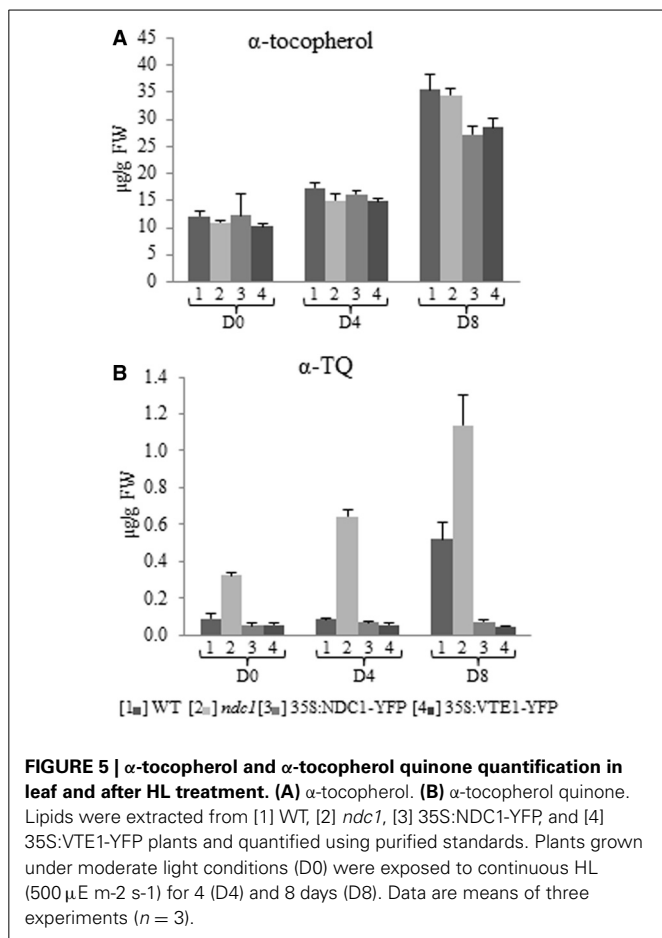 A
α-tocopherol
45
40
35
30
25
20
15
10
5
0
µg/g FW
1 2 3 4 1 2 3 4 1 2 3 4
D0 D4 D8
B
α-TQ
1.4
1.2
1.0
0.8
0.6
0.4
0.2
0.0
µg/g FW
1 2 3 4 1 2 3 4 1 2 3 4
D0 D4 D8
[1■] WT [2■] ndc1 [3■] 35S:NDC1-YFP [4■] 35S:VTE1-YFP
FIGURE 5 | α-tocopherol and α-tocopherol quinone quantification in
leaf and after HL treatment. (A) α-tocopherol. (B) α-tocopherol quinone.
Lipids were extracted from [1] WT, [2] ndc1, [3] 35S:NDC1-YFP, and [4]
35S:VTE1-YFP plants and quantified using purified standards. Plants grown
under moderate light conditions (D0) were exposed to continuous HL
(500 µE m-2 s-1) for 4 (D4) and 8 days (D8). Data are means of three
experiments (n = 3).